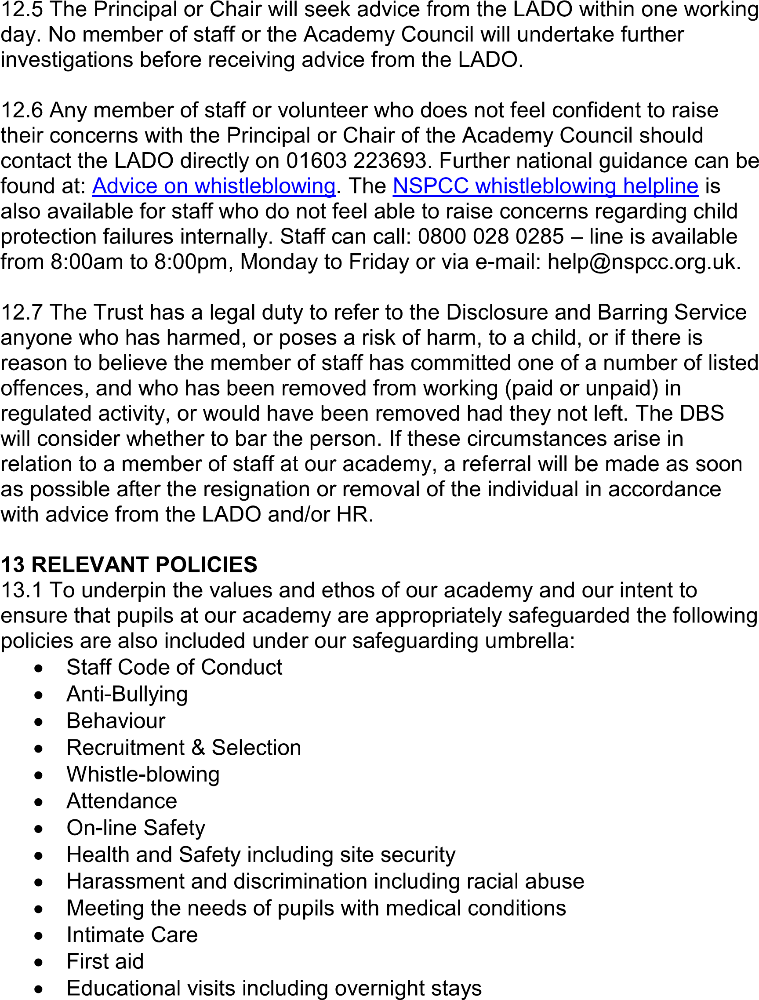 12.5 The Principal or Chair will seek advice from the LADO within one working
day. No member of staff or the Academy Council will undertake further
investigations before receiving advice from the LADO.
12.6 Any member of staff or volunteer who does not feel confident to raise
their concerns with the Principal or Chair of the Academy Council should
contact the LADO directly on 01603 223693. Further national guidance can be
found at: Advice on whistleblowing. The NSPCC whistleblowing helpline is
also available for staff who do not feel able to raise concerns regarding child
protection failures internally. Staff can call: 0800 028 0285 – line is available
from 8:00am to 8:00pm, Monday to Friday or via e-mail: help@nspcc.org.uk.
12.7 The Trust has a legal duty to refer to the Disclosure and Barring Service
anyone who has harmed, or poses a risk of harm, to a child, or if there is
reason to believe the member of staff has committed one of a number of listed
offences, and who has been removed from working (paid or unpaid) in
regulated activity, or would have been removed had they not left. The DBS
will consider whether to bar the person. If these circumstances arise in
relation to a member of staff at our academy, a referral will be made as soon
as possible after the resignation or removal of the individual in accordance
with advice from the LADO and/or HR.
13 RELEVANT POLICIES
13.1 To underpin the values and ethos of our academy and our intent to
ensure that pupils at our academy are appropriately safeguarded the following
policies are also included under our safeguarding umbrella:
• Staff Code of Conduct
• Anti-Bullying
• Behaviour
• Recruitment & Selection
• Whistle-blowing
• Attendance
• On-line Safety
• Health and Safety including site security
• Harassment and discrimination including racial abuse
• Meeting the needs of pupils with medical conditions
• Intimate Care
• First aid
• Educational visits including overnight stays